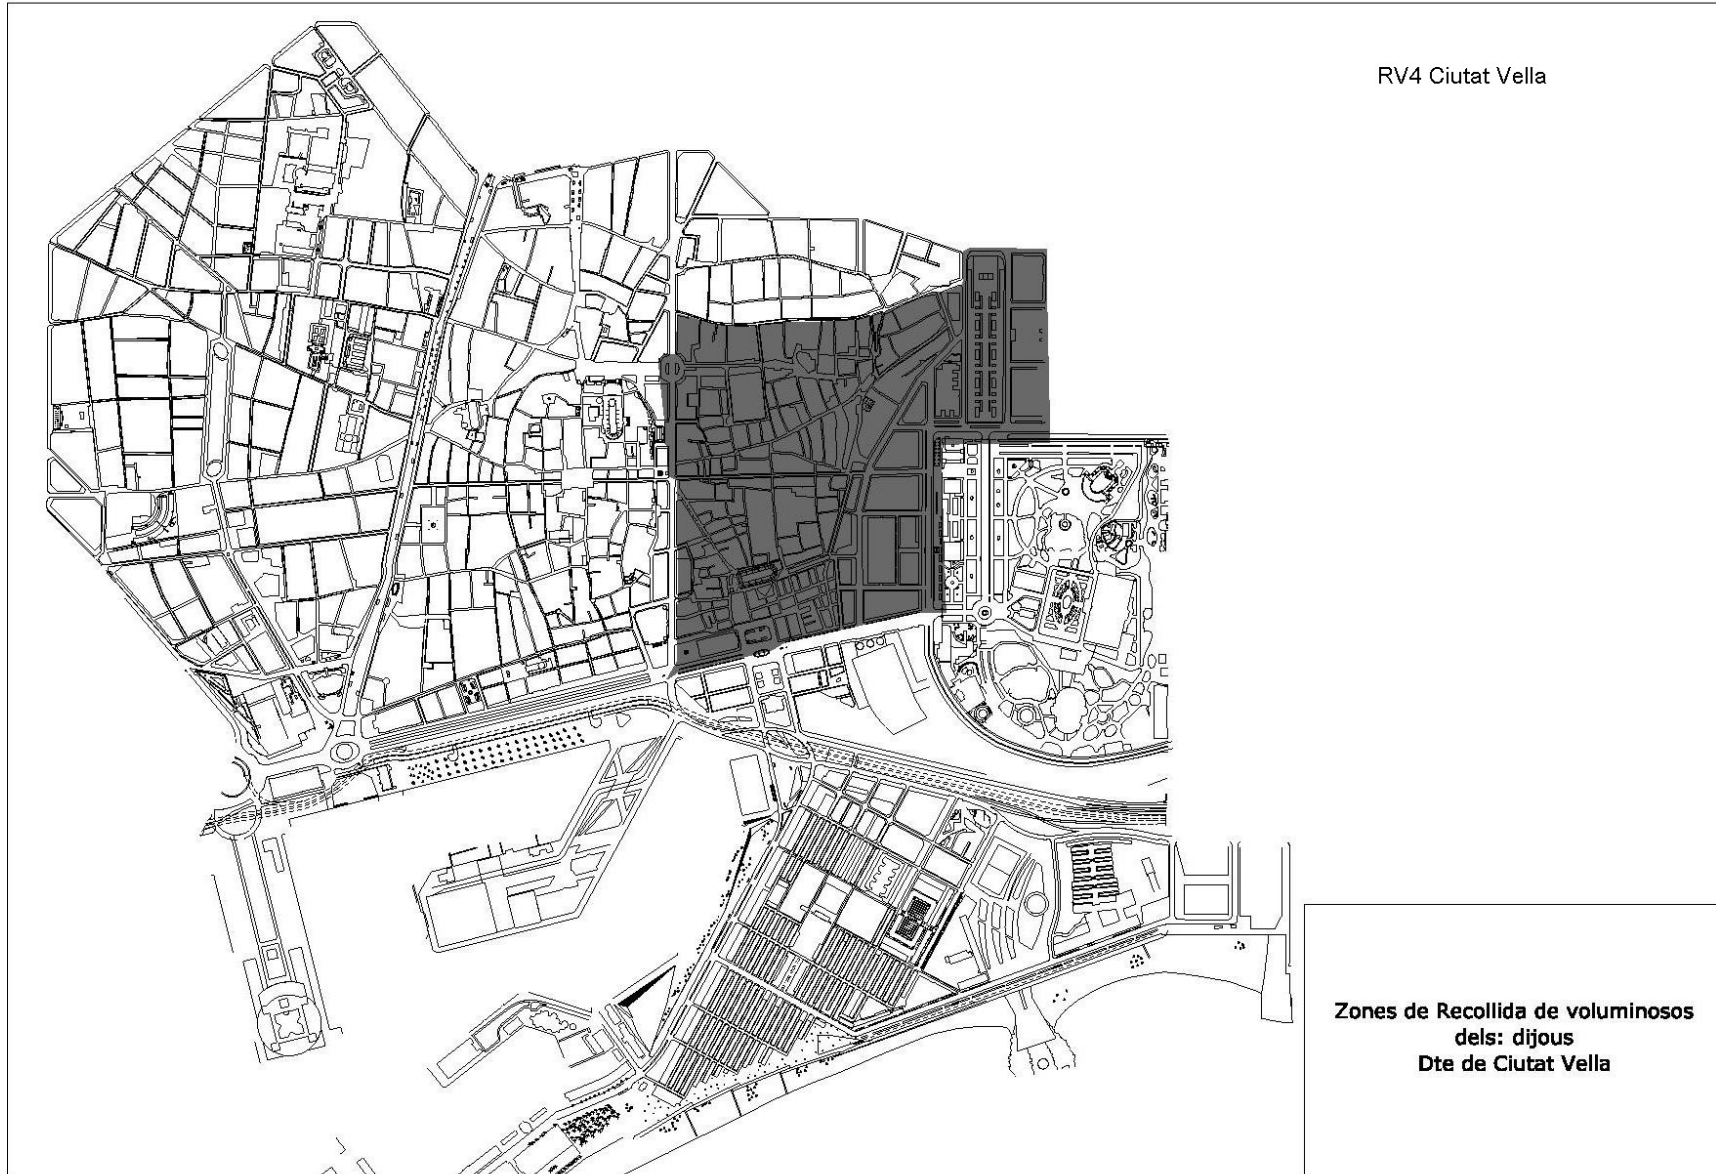 RV4 Ciutat Vella
Zones de Recollida de voluminosos
dels: dijous
Dte de Ciutat Vella